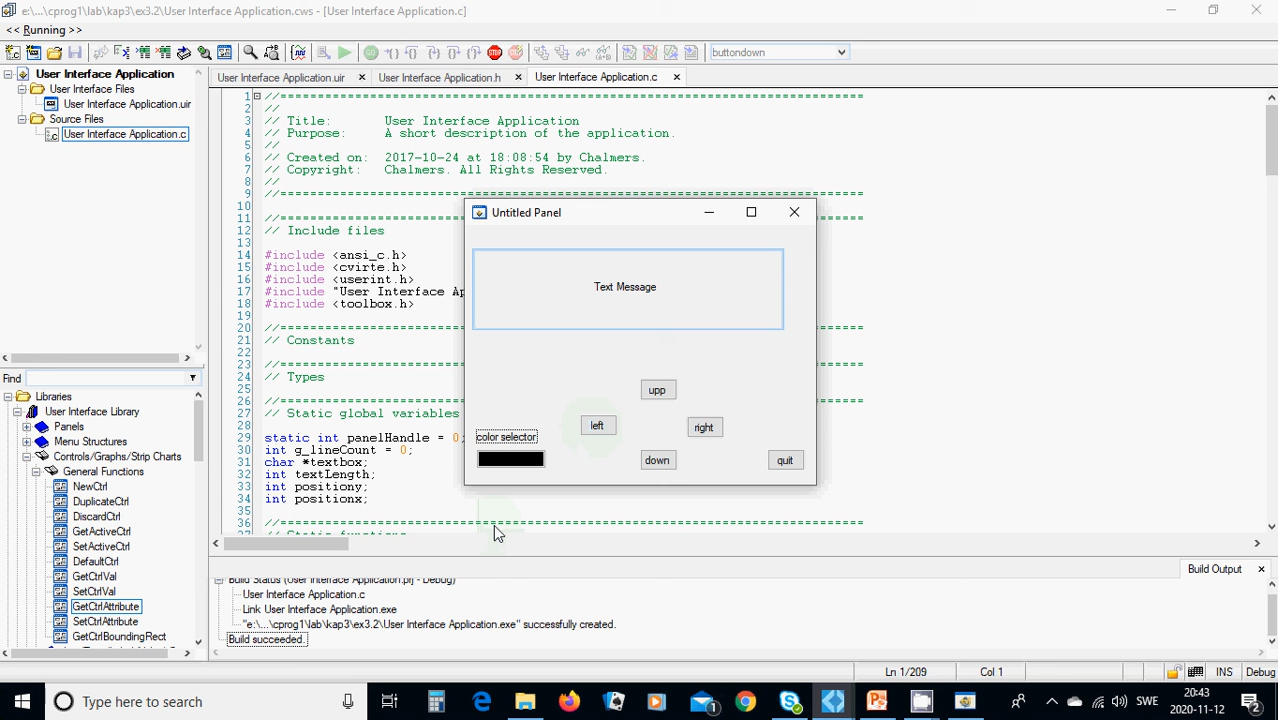 e:\...\cprog1\lab\kap3\ex3.2\User Interface Application.cws - [User Interface Application.c]
<< Running >>
buttondown
User Interface Application
User Interface Files
User Interface Application.uir
Source Files
User Interface Application.c
Find
Libraries
User Interface Library
Panels
Menu Structures
Controls/Graphs/Strip Charts
General Functions
NewCtrl
DuplicateCtrl
DiscardCtrl
GetActiveCtrl
SetActiveCtrl
DefaultCtrl
GetCtrlVal
SetCtrlVal
GetCtrlAttribute
SetCtrlAttribute
GetCtrlBoundingRect
User Interface Application.uir
User Interface Application.h
User Interface Application.c
1 //==============================================================================
2 //
3 // Title: User Interface Application
4 // Purpose: A short description of the application.
5 //
6 // Created on: 2017-10-24 at 18:08:54 by Chalmers.
7 // Copyright: Chalmers. All Rights Reserved.
8 //
9 //==============================================================================
10
11 //==============================================================================
12 // Include files
13
14 #include <ansi_c.h>
15 #include <cvirte.h>
16 #include <userint.h>
17 #include "User Interface Ap
18 #include <toolbox.h>
19
20 //==============================================================================
21 // Constants
22
23 //==============================================================================
24 // Types
25
26 //==============================================================================
27 // Static global variables
28
29 static int panelHandle = 0;
30 int g_lineCount = 0;
31 char *textbox;
32 int textLength;
33 int positiony;
34 int positionx;
35
36 //==============================================================================
37 // Static functions
Untitled Panel
Text Message
upp
left
right
color selector
down
quit
Build Output
Build Status (User Interface Application.prj - Debug)
User Interface Application.c
Link User Interface Application.exe
"e:\...\cprog1\lab\kap3\ex3.2\User Interface Application.exe" successfully created.
Build succeeded.
Ln 1/209
Col 1
INS
Debug
Type here to search
1
SWE
20:43
2020-11-12
2